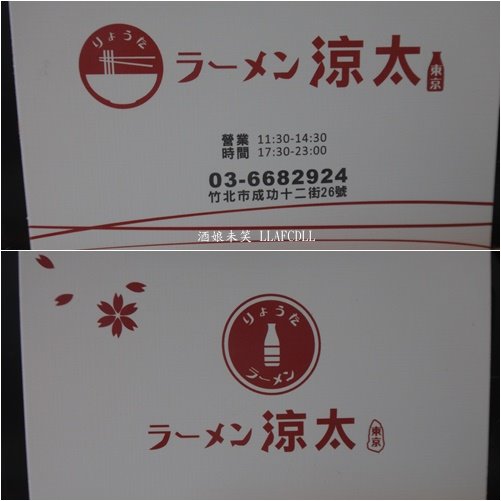 りょうた
ラーメン 涼太 東京
營業 11:30-14:30
時間 17:30-23:00
03-6682924
竹北市成功十二街26號
酒娘未笑 LLAFCDLL
りょうた
ラーメン
ラーメン 涼太 東京